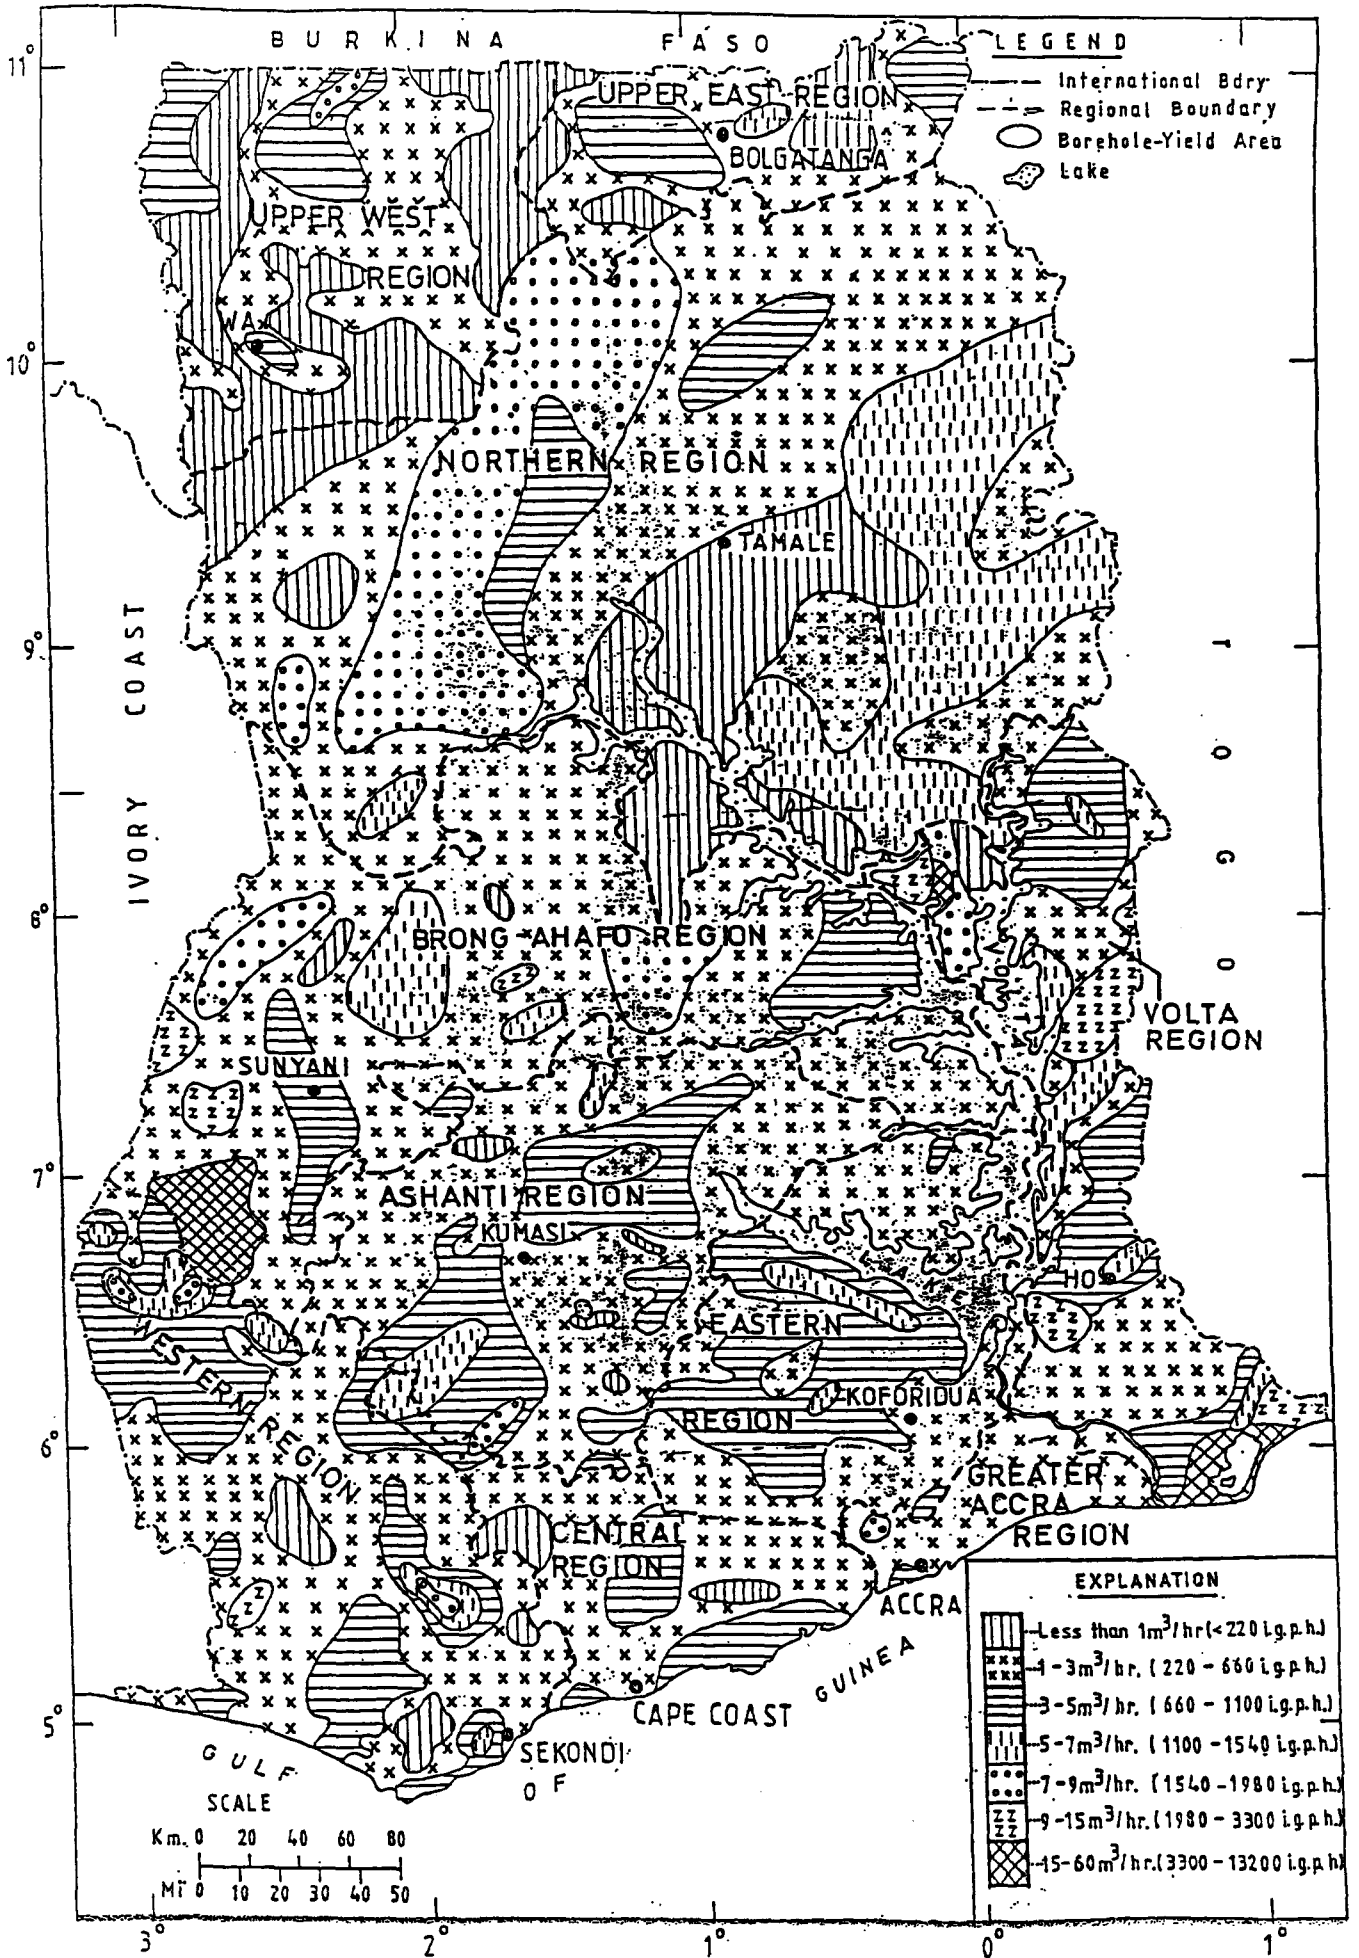 BURKINA FASO
LEGEND
International Bdry
Regional Boundary
Borehole-Yield Area
Lake
11°
10°
9°
8°
7°
6°
5°
UPPER EAST REGION
BOLGATANGA
UPPER WEST
REGION
WA
NORTHERN REGION
TAMALE
IVORY COAST
TOGO
BRONG-AHAFO REGION
VOLTA
LAKE
VOLTA
REGION
SUNYANI
ASHANTI REGION
KUMASI
HO
WESTERN REGION
EASTERN
REGION
KOFORIDUA
GREATER
ACCRA
REGION
CENTRAL
REGION
ACCRA
CAPE COAST
SEKONDI
GULF OF GUINEA
SCALE
Km. 0 20 40 60 80
Mi 0 10 20 30 40 50
EXPLANATION
Less than 1m³/hr(<220 i.g.p.h.)
1-3m³/hr. (220 - 660 i.g.p.h.)
3-5m³/hr. (660 - 1100 i.g.p.h.)
5-7m³/hr. (1100 - 1540 i.g.p.h.)
7-9m³/hr. (1540 - 1980 i.g.p.h.)
9-15m³/hr. (1980 - 3300 i.g.p.h.)
15-60m³/hr. (3300 - 13200 i.g.p.h)
3° 2° 1° 0° 1°